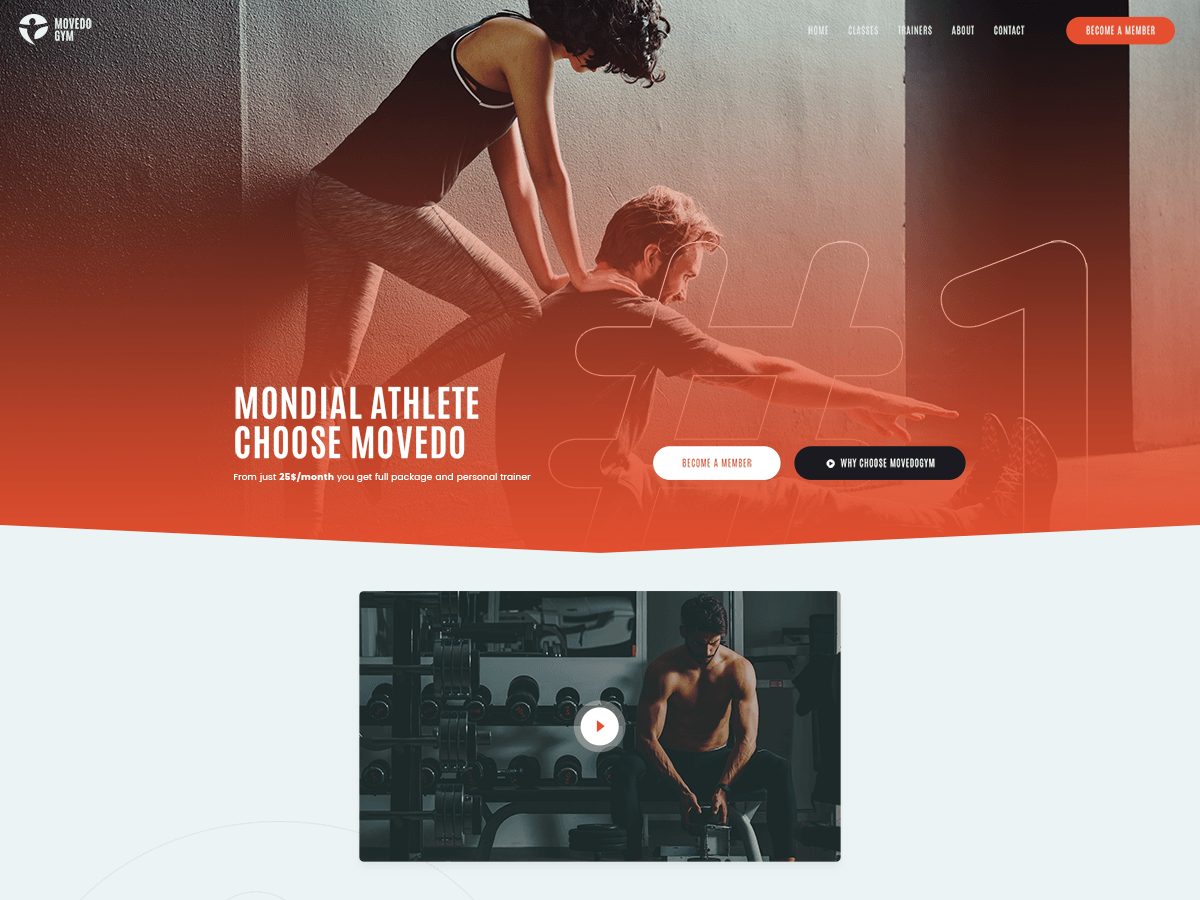 MOVEDO
GYM
HOME CLASSES TRAINERS ABOUT CONTACT BECOME A MEMBER
#1
MONDIAL ATHLETE
CHOOSE MOVEDO
From just 25$/month you get full package and personal trainer
BECOME A MEMBER WHY CHOOSE MOVEDOGYM